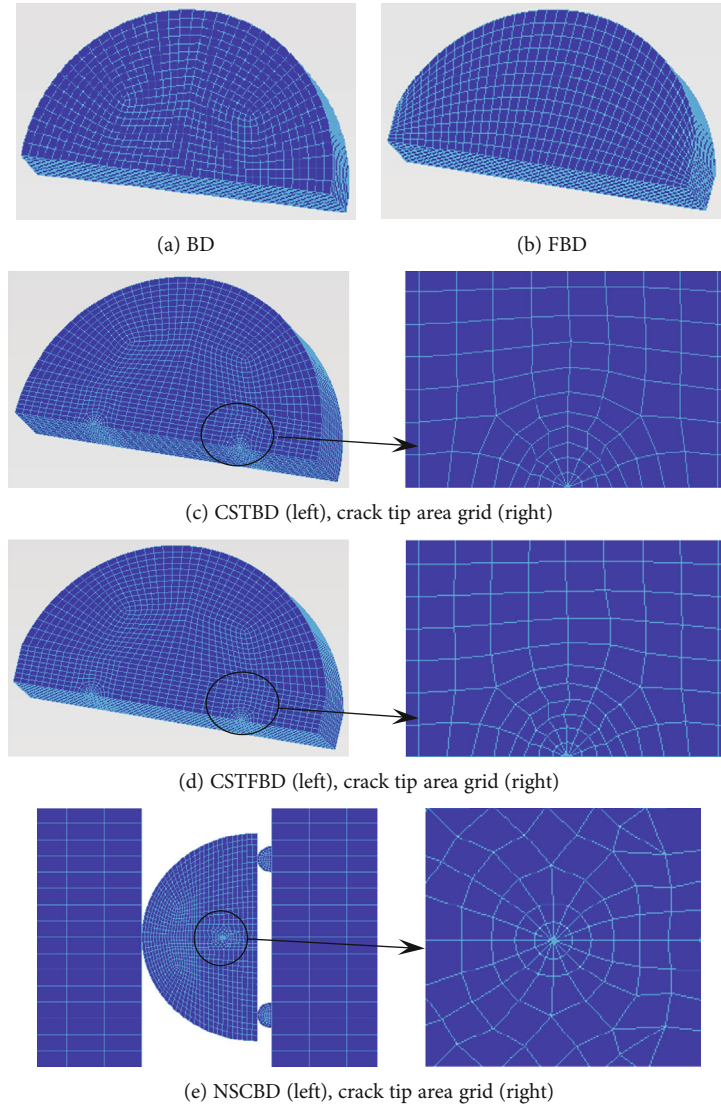 (a) BD
(b) FBD
(c) CSTBD (left), crack tip area grid (right)
(d) CSTFBD (left), crack tip area grid (right)
(e) NSCBD (left), crack tip area grid (right)